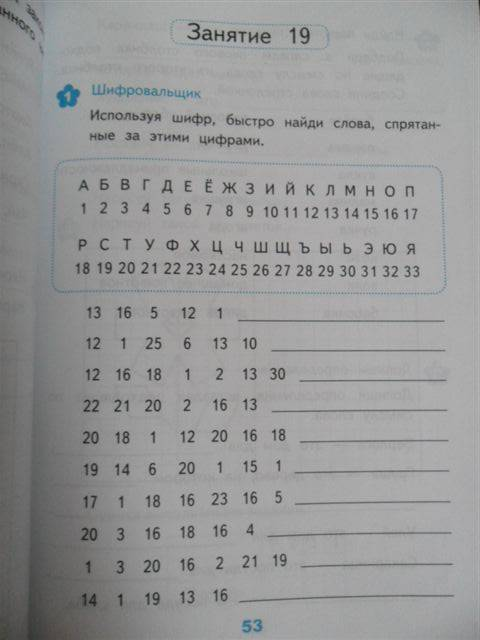 Занятие 19
1 Шифровальщик
Используя шифр, быстро найди слова, спрятан-
ные за этими цифрами.
А Б В Г Д Е Ё Ж З И Й К Л М Н О П
1 2 3 4 5 6 7 8 9 10 11 12 13 14 15 16 17
Р С Т У Ф Х Ц Ч Ш Щ Ъ Ы Ь Э Ю Я
18 19 20 21 22 23 24 25 26 27 28 29 30 31 32 33
13 16 5 12 1
12 1 25 6 13 10
12 16 18 1 2 13 30
22 21 20 2 16 13
20 18 1 12 20 16 18
19 14 6 20 1 15 1
17 1 18 16 23 16 5
20 3 16 18 16 4
1 3 20 16 2 21 19
14 1 19 13 16
53